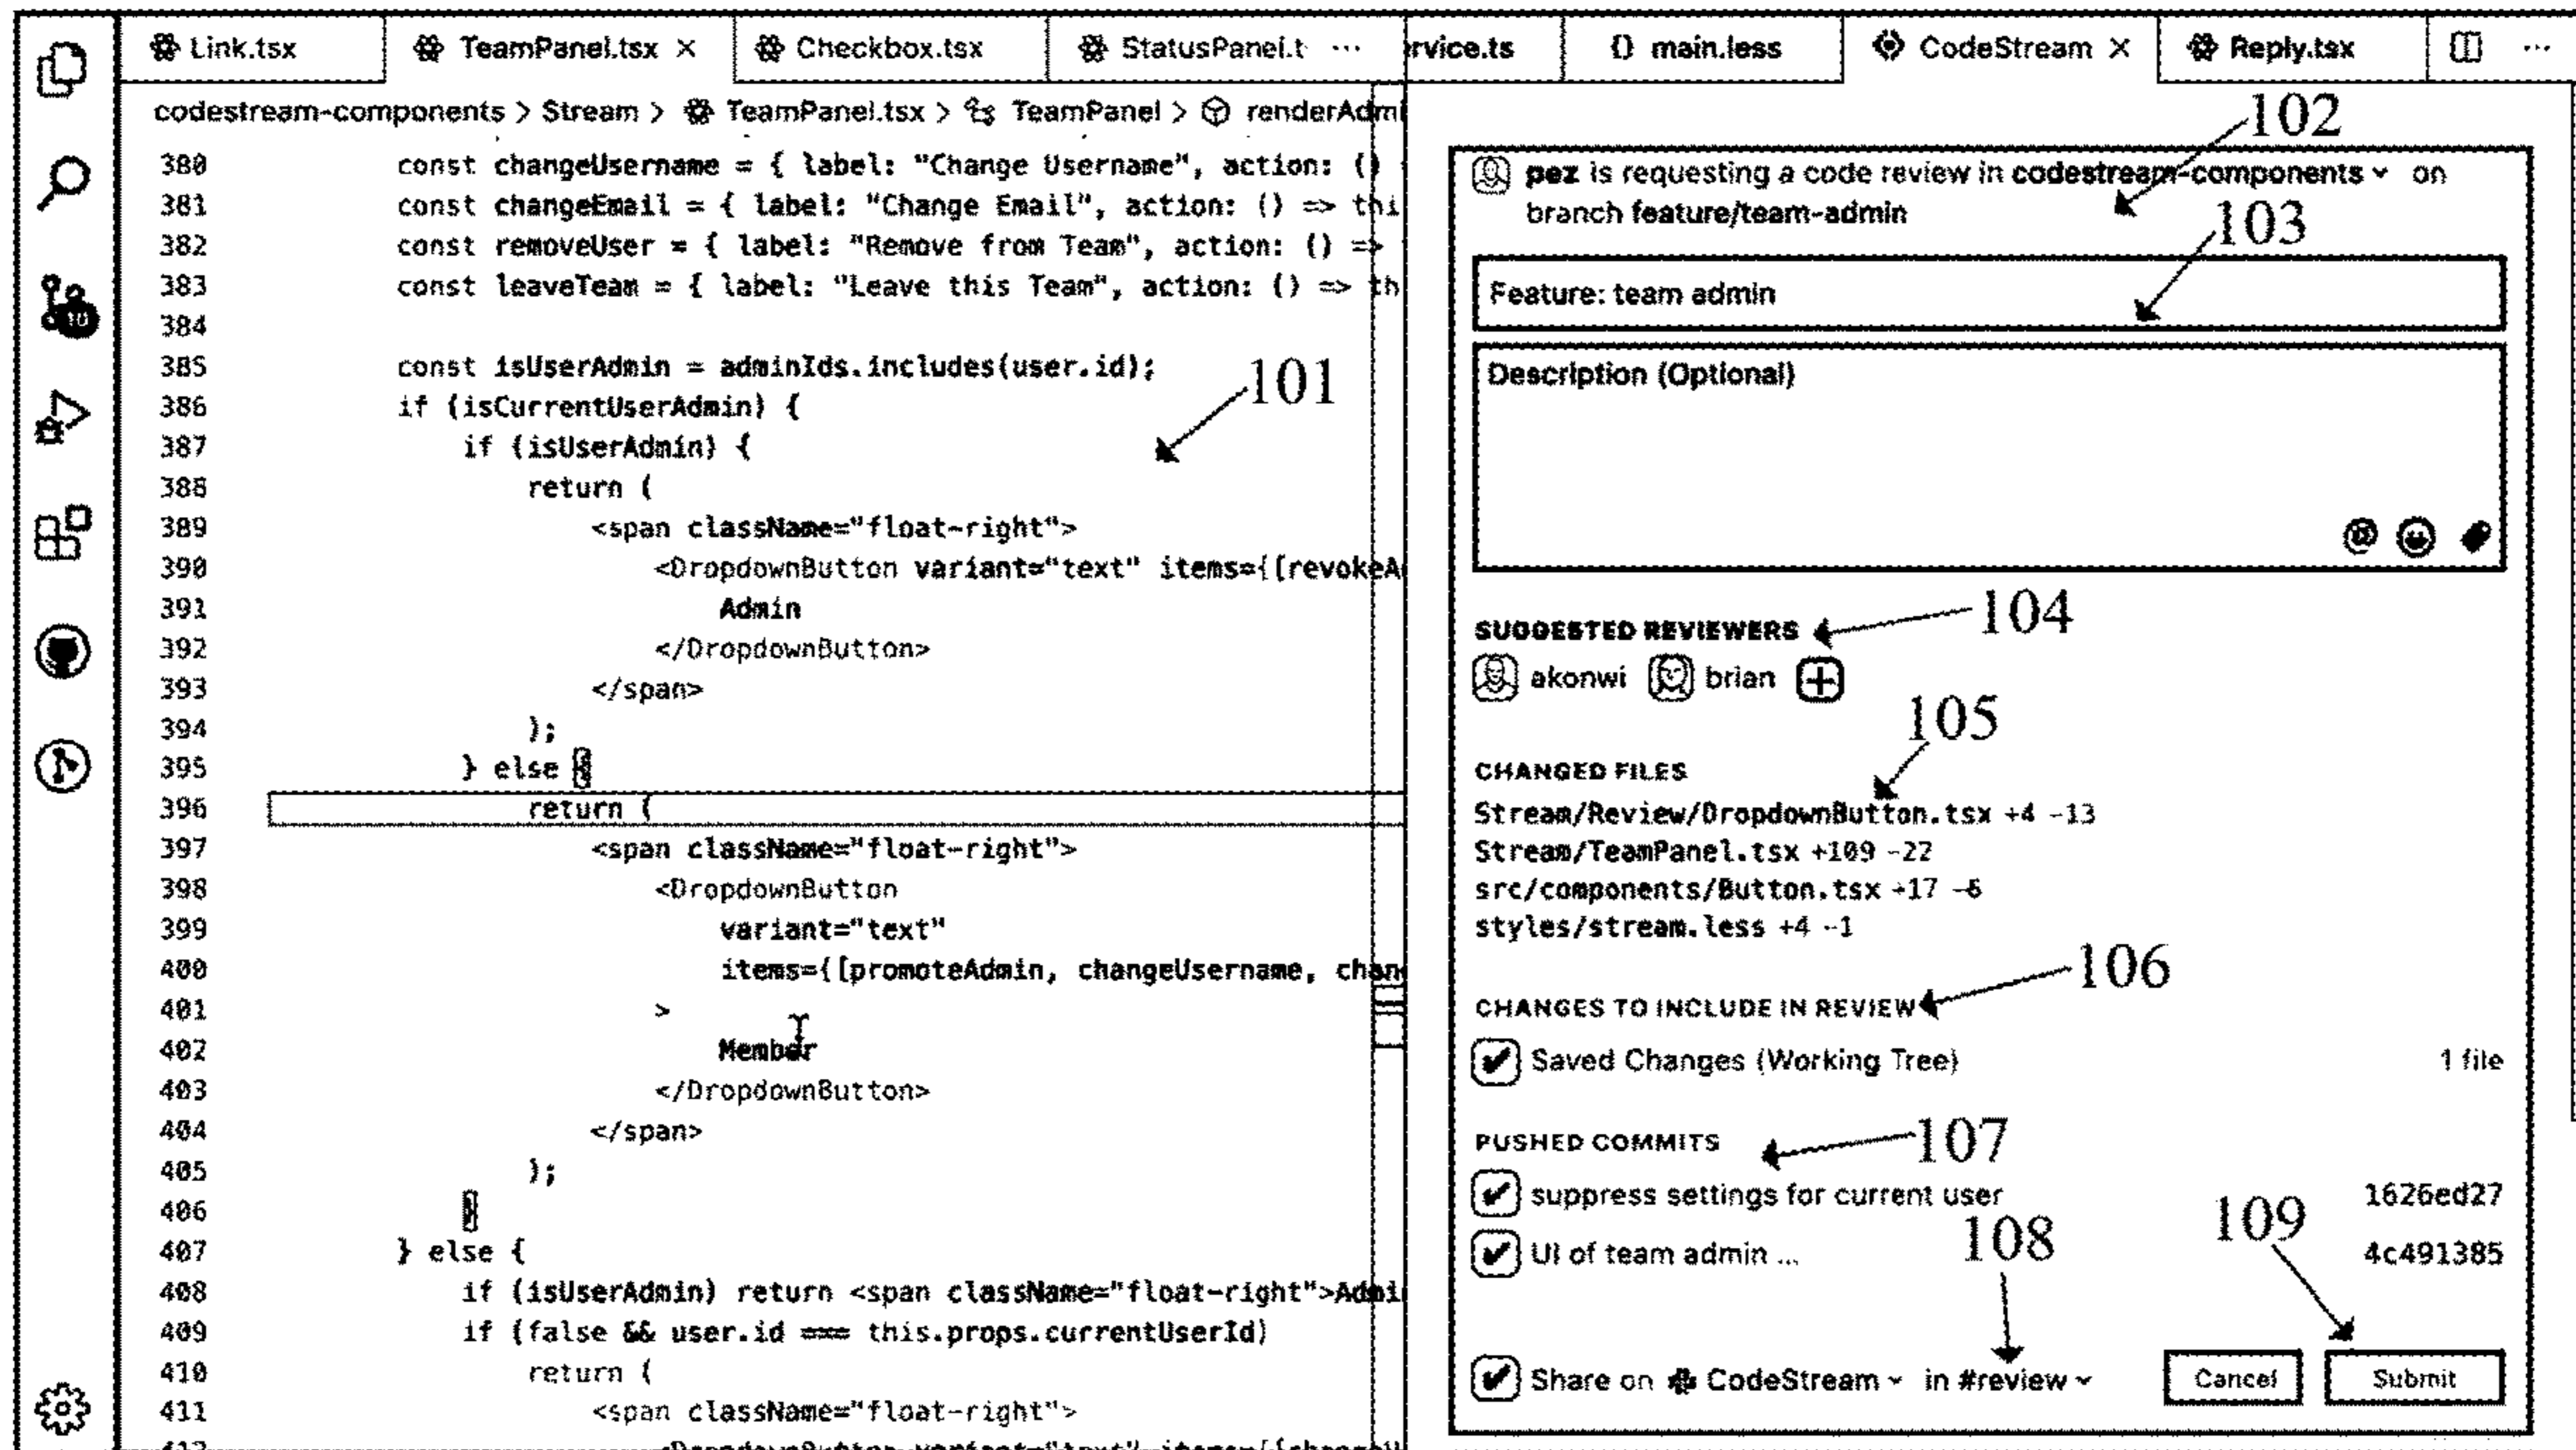 Link.tsx
TeamPanel.tsx ×
Checkbox.tsx
StatusPanel.t ...
codestream-components > Stream > TeamPanel.tsx > TeamPanel > renderAdmi
380 const changeUsername = { label: "Change Username", action: ()
381 const changeEmail = { label: "Change Email", action: () => thi
382 const removeUser = { label: "Remove from Team", action: () =>
383 const leaveTeam = { label: "Leave this Team", action: () => th
384
385 const isUserAdmin = adminIds.includes(user.id);
386 if (isCurrentUserAdmin) {
387 if (isUserAdmin) {
388 return (
389 <span className="float-right">
390 <DropdownButton variant="text" items={[revokeA
391 Admin
392 </DropdownButton>
393 </span>
394 );
395 } else {
396 return (
397 <span className="float-right">
398 <DropdownButton
399 variant="text"
400 items={[promoteAdmin, changeUsername, chan
401 >
402 Member
403 </DropdownButton>
404 </span>
405 );
406 }
407 } else {
408 if (isUserAdmin) return <span className="float-right">Admi
409 if (false && user.id === this.props.currentUserId)
410 return (
411 <span className="float-right">
101
10
rvice.ts
{} main.less
CodeStream ×
Reply.tsx
...
102
pez is requesting a code review in codestream-components on
branch feature/team-admin
103
Feature: team admin
Description (Optional)
@
104
SUGGESTED REVIEWERS
akonwi brian +
105
CHANGED FILES
Stream/Review/DropdownButton.tsx +4 -13
Stream/TeamPanel.tsx +109 -22
src/components/Button.tsx +17 -6
styles/stream.less +4 -1
106
CHANGES TO INCLUDE IN REVIEW
Saved Changes (Working Tree) 1 file
107
PUSHED COMMITS
suppress settings for current user 1626ed27
108
109
UI of team admin ... 4c491385
Share on CodeStream in #review
Cancel
Submit